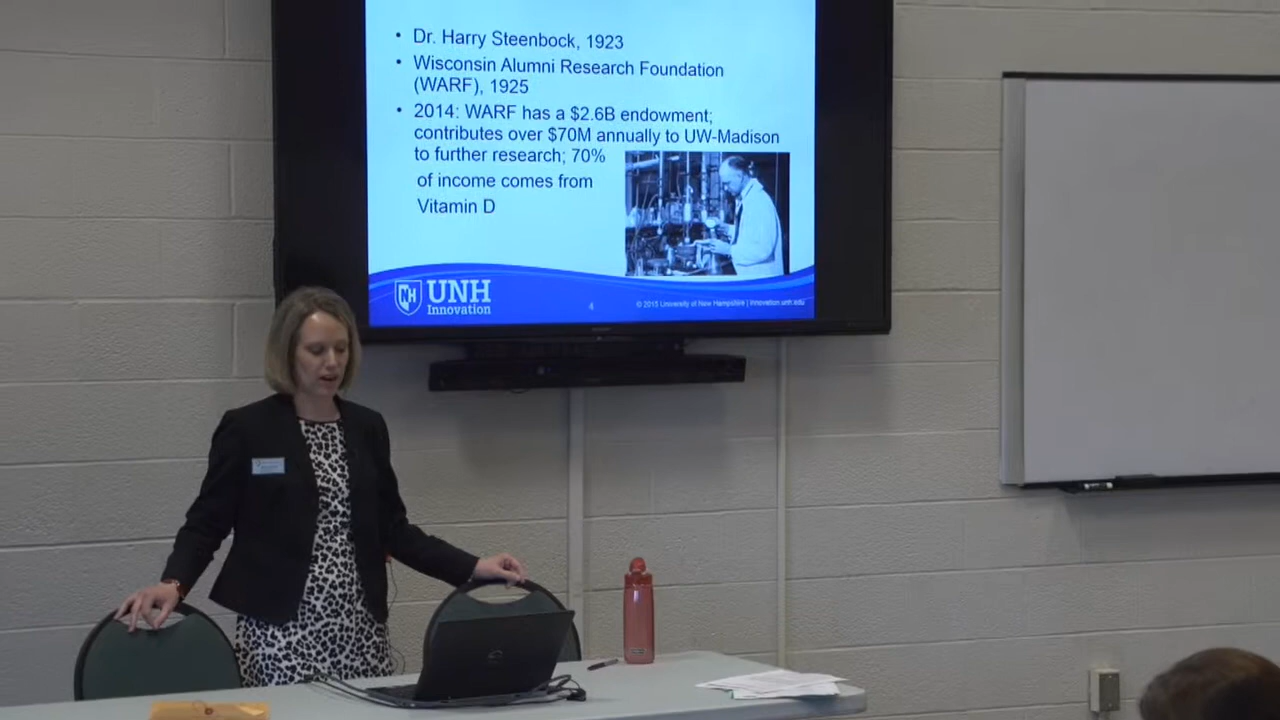 • Dr. Harry Steenbock, 1923
• Wisconsin Alumni Research Foundation
(WARF), 1925
• 2014: WARF has a $2.6B endowment;
contributes over $70M annually to UW-Madison
to further research; 70%
of income comes from
Vitamin D
NH
UNH
Innovation
4
© 2015 University of New Hampshire | innovation.unh.edu